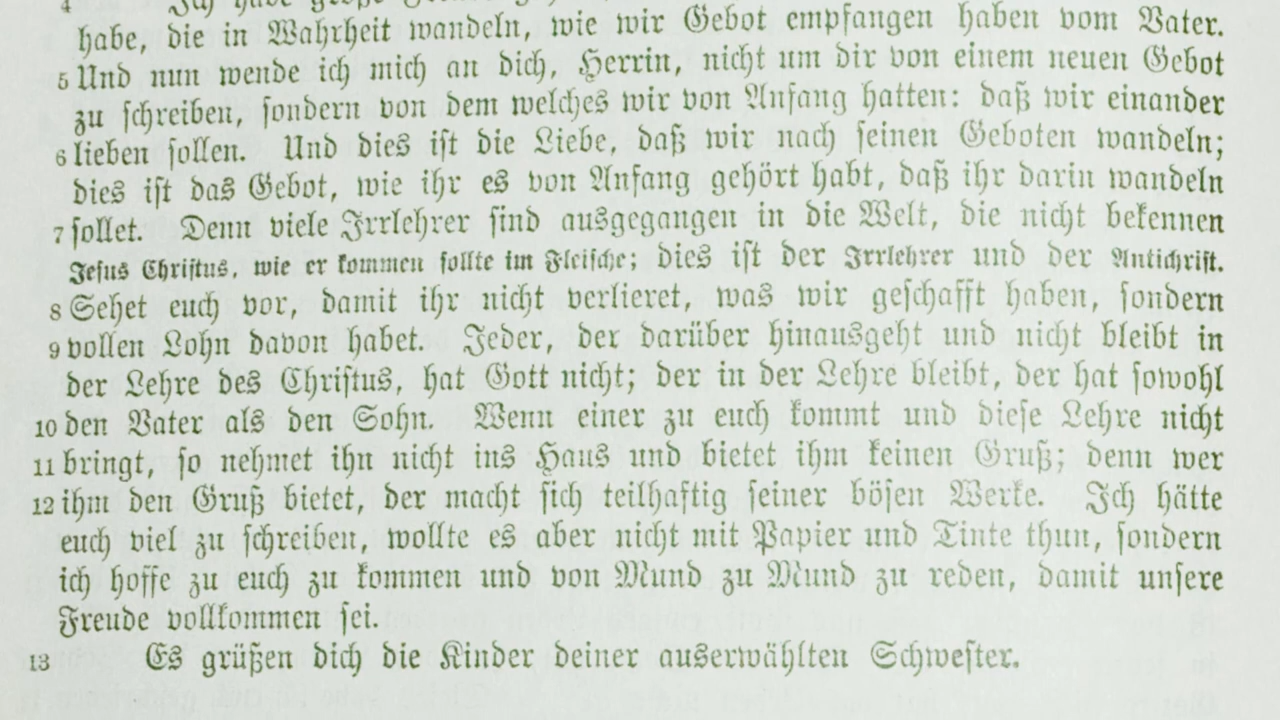 4 Ich habe große Freude
habe, die in Wahrheit wandeln, wie wir Gebot empfangen haben vom Vater.
5 Und nun wende ich mich an dich, Herrin, nicht um dir von einem neuen Gebot
zu schreiben, sondern von dem welches wir von Anfang hatten: daß wir einander
6 lieben sollen. Und dies ist die Liebe, daß wir nach seinen Geboten wandeln;
dies ist das Gebot, wie ihr es von Anfang gehört habt, daß ihr darin wandeln
7 sollet. Denn viele Irrlehrer sind ausgegangen in die Welt, die nicht bekennen
Jesus Christus, wie er kommen sollte im Fleische; dies ist der Irrlehrer und der Antichrist.
8 Sehet euch vor, damit ihr nicht verlieret, was wir geschafft haben, sondern
9 vollen Lohn davon habet. Jeder, der darüber hinausgeht und nicht bleibt in
der Lehre des Christus, hat Gott nicht; der in der Lehre bleibt, der hat sowohl
10 den Vater als den Sohn. Wenn einer zu euch kommt und diese Lehre nicht
11 bringt, so nehmet ihn nicht ins Haus und bietet ihm keinen Gruß; denn wer
12 ihm den Gruß bietet, der macht sich teilhaftig seiner bösen Werke. Ich hätte
euch viel zu schreiben, wollte es aber nicht mit Papier und Tinte thun, sondern
ich hoffe zu euch zu kommen und von Mund zu Mund zu reden, damit unsere
Freude vollkommen sei.
13 Es grüßen dich die Kinder deiner auserwählten Schwester.